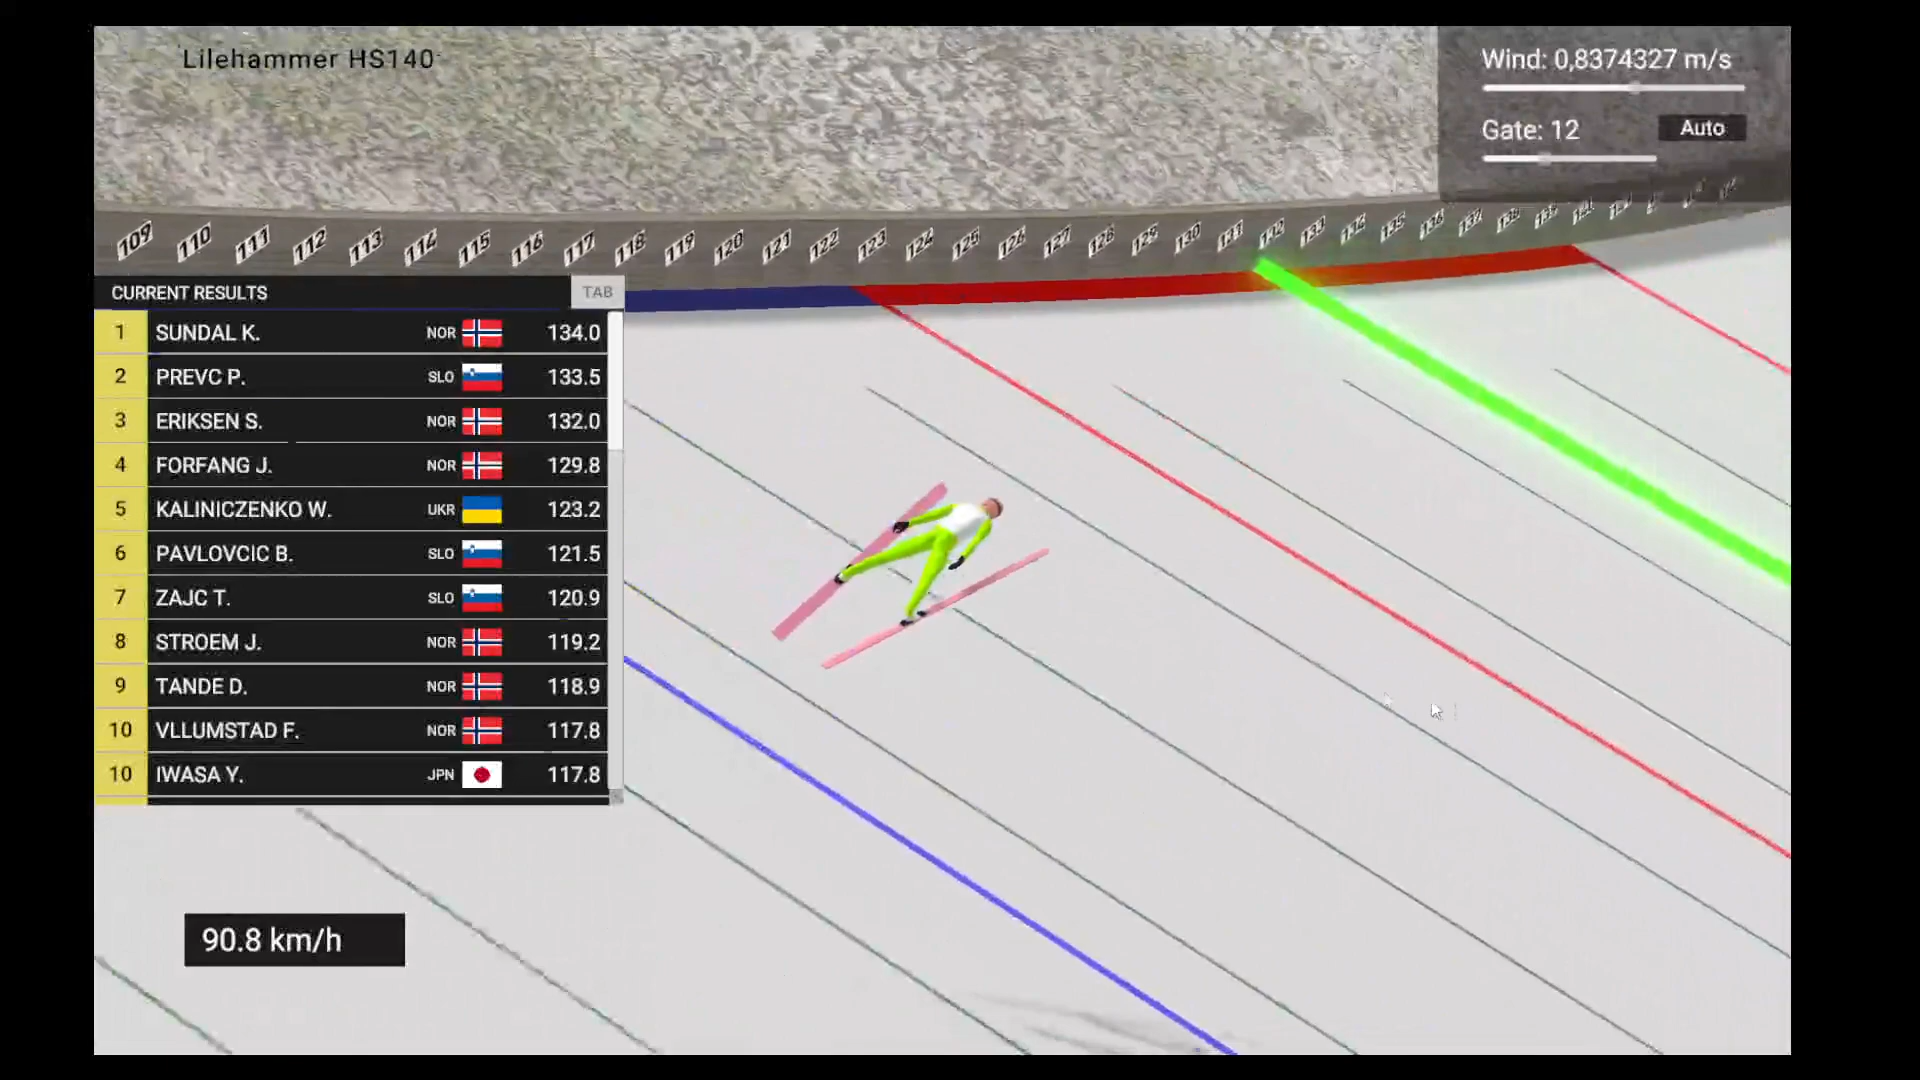 Lilehammer HS140
Wind: 0,8374327 m/s
Gate: 12 Auto
109 110 111 112 113 114 115 116 117 118 119 120 121 122 123 124 125 126 127 128 129 130 131 132 133 134 135 136 137 138 139
CURRENT RESULTS TAB
1 SUNDAL K. NOR 134.0
2 PREVC P. SLO 133.5
3 ERIKSEN S. NOR 132.0
4 FORFANG J. NOR 129.8
5 KALINICZENKO W. UKR 123.2
6 PAVLOVCIC B. SLO 121.5
7 ZAJC T. SLO 120.9
8 STROEM J. NOR 119.2
9 TANDE D. NOR 118.9
10 VLLUMSTAD F. NOR 117.8
10 IWASA Y. JPN 117.8
90.8 km/h